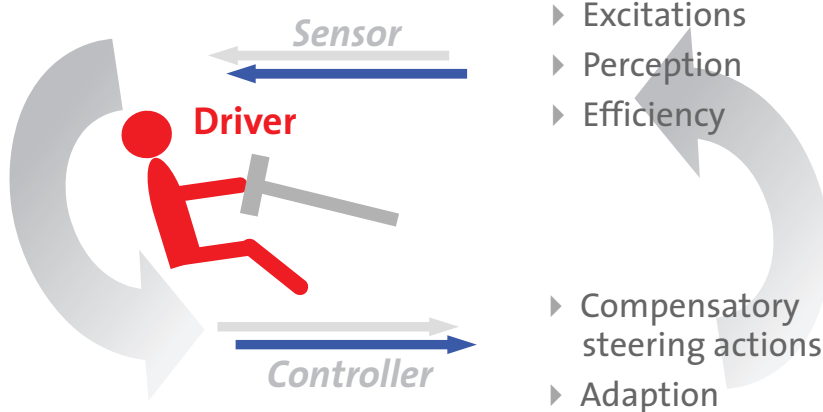 Sensor
Excitations
Perception
Efficiency
Driver
Compensatory
steering actions
Adaption
Controller